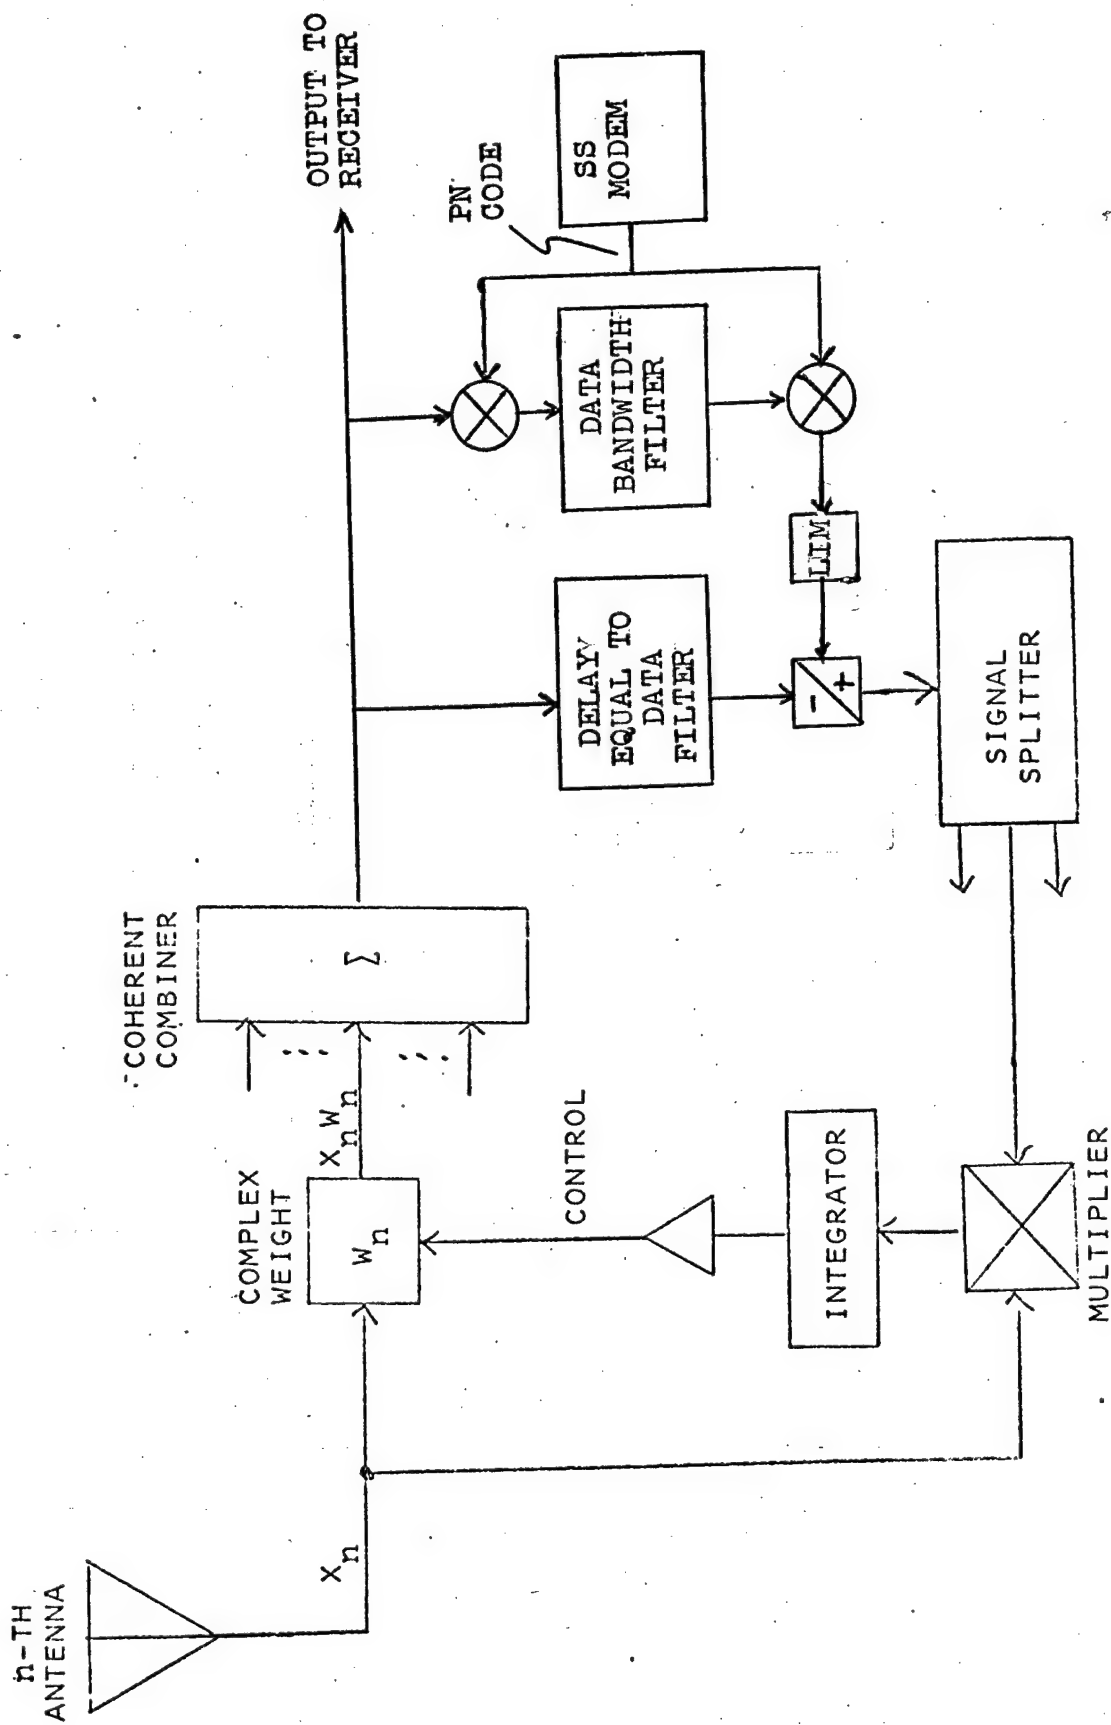 n-TH
ANTENNA
Xn
COMPLEX
WEIGHT
Wn
XnWn
COHERENT
COMBINER
Σ
OUTPUT TO
RECEIVER
CONTROL
INTEGRATOR
MULTIPLIER
DELAY
EQUAL TO
DATA
FILTER
DATA
BANDWIDTH
FILTER
PN
CODE
SS
MODEM
LIM
-
+
SIGNAL
SPLITTER